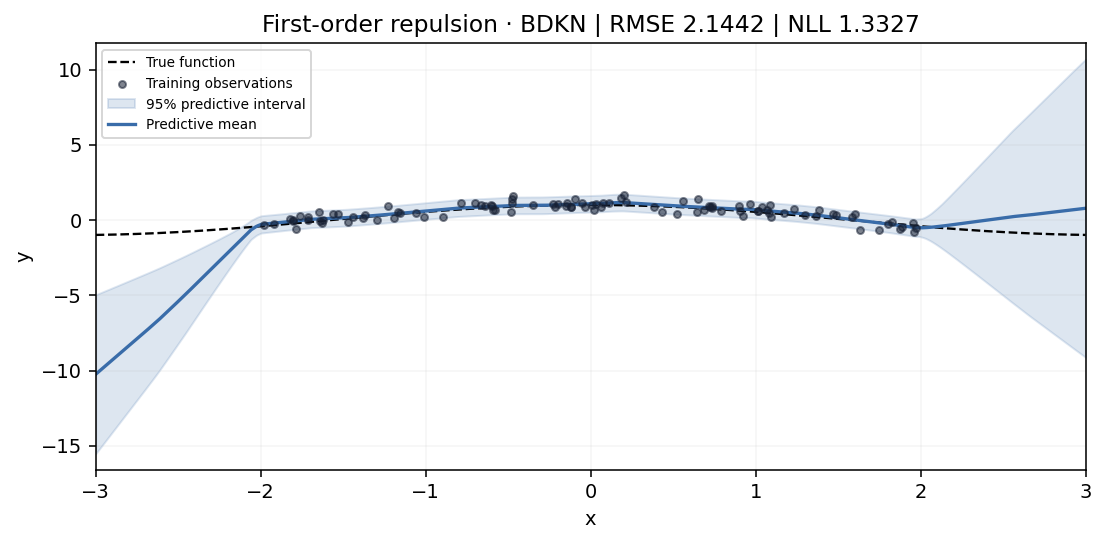 First-order repulsion · BDKN | RMSE 2.1442 | NLL 1.3327
True function
Training observations
95% predictive interval
Predictive mean
10
5
0
−5
−10
−15
y
−3
−2
−1
0
1
2
3
x